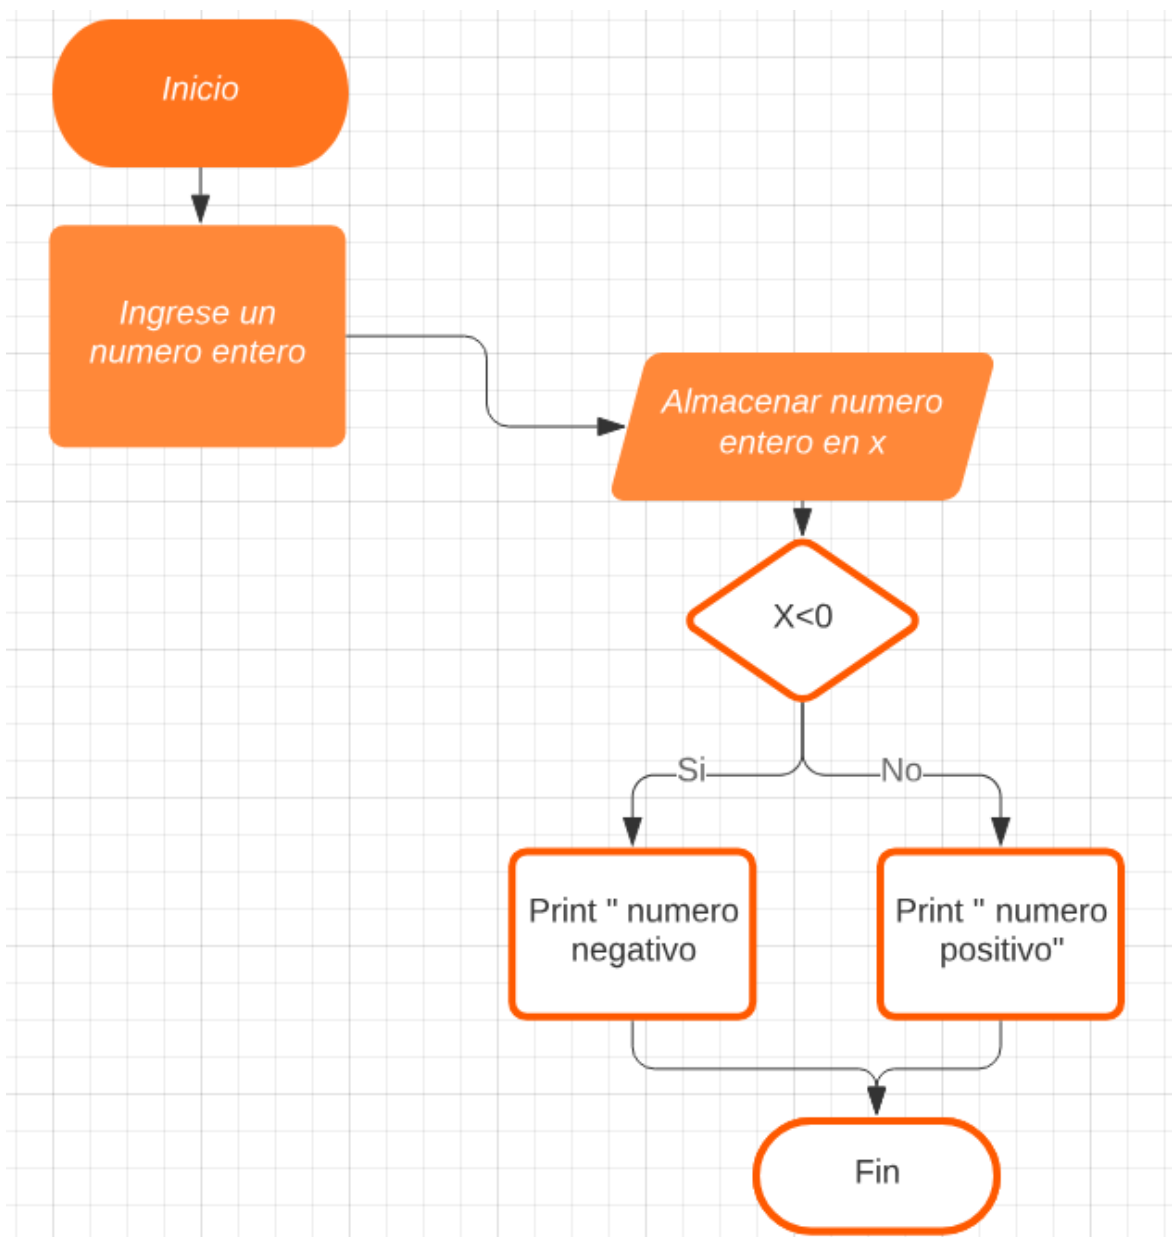 Inicio
Ingrese un
numero entero
Almacenar numero
entero en x
X<0
Si
No
Print " numero
negativo
Print " numero
positivo"
Fin